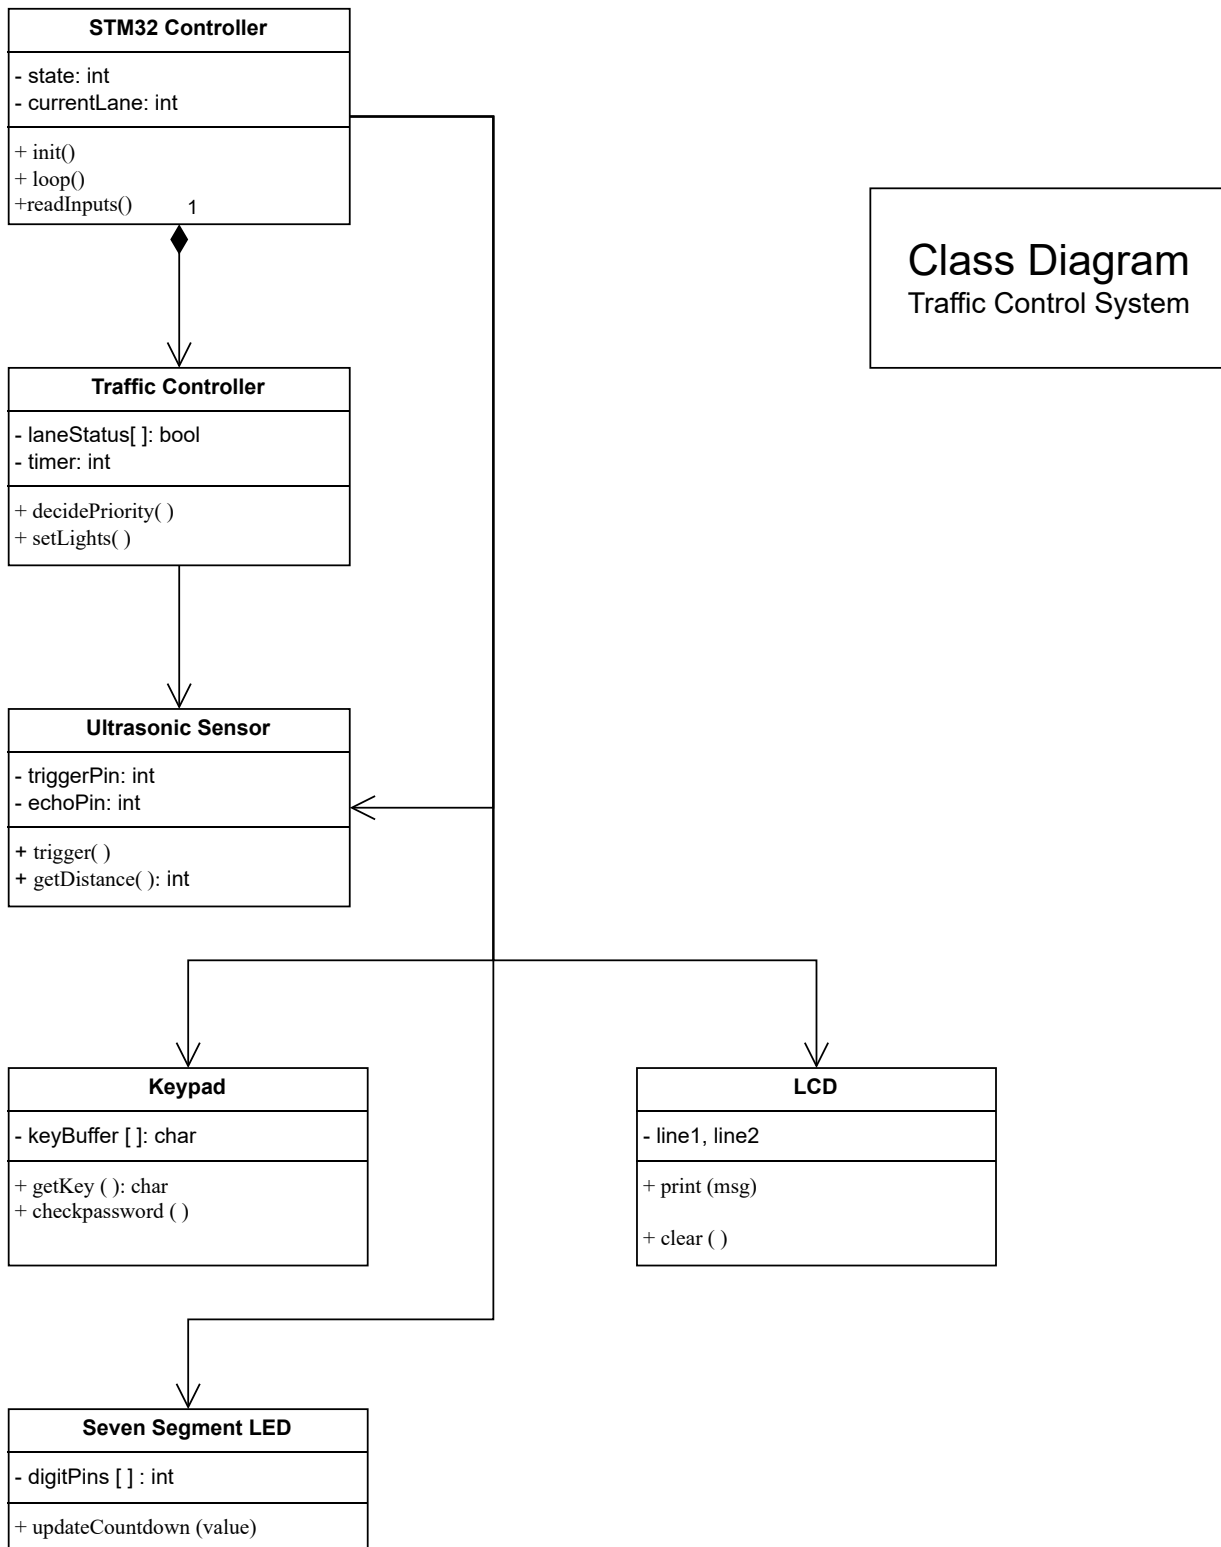 STM32 Controller
- state: int
- currentLane: int
+ init()
+ loop()
+readInputs()
1
Class Diagram
Traffic Control System
Traffic Controller
- laneStatus[ ]: bool
- timer: int
+ decidePriority( )
+ setLights( )
Ultrasonic Sensor
- triggerPin: int
- echoPin: int
+ trigger( )
+ getDistance( ): int
Keypad
- keyBuffer [ ]: char
+ getKey ( ): char
+ checkpassword ( )
LCD
- line1, line2
+ print (msg)
+ clear ( )
Seven Segment LED
- digitPins [ ] : int
+ updateCountdown (value)